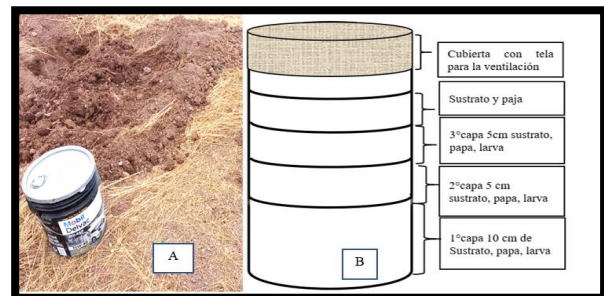 Mobil
Delvac
A
B
Cubierta con tela
para la ventilación
Sustrato y paja
3°capa 5cm sustrato,
papa, larva
2°capa 5 cm
sustrato, papa, larva
1°capa 10 cm de
Sustrato, papa, larva